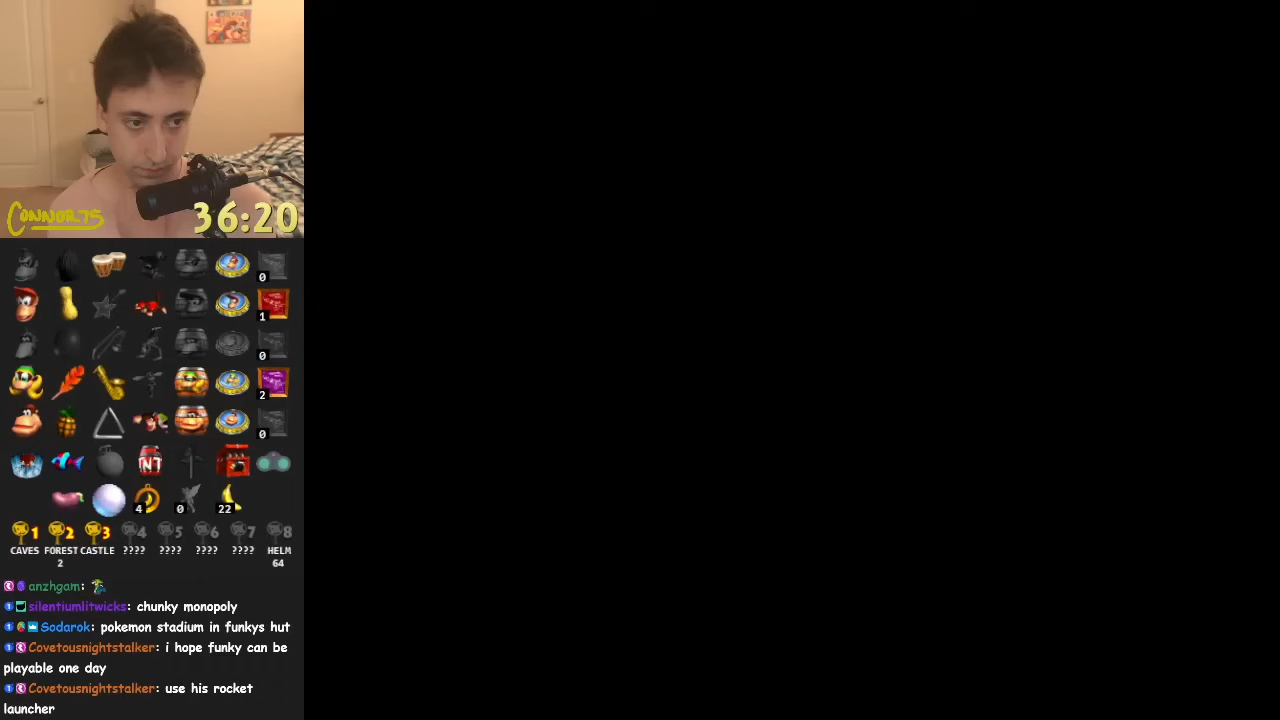 Connor75
36:20
0
1
0
2
0
NT
4 0 22
1 2 3 4 5 6 7 8
CAVES FOREST CASTLE ???? ???? ???? ???? HELM
2 64
anzhgam:
silentiumlitwicks: chunky monopoly
Sodarok: pokemon stadium in funkys hut
Covetousnightstalker: i hope funky can be
playable one day
Covetousnightstalker: use his rocket
launcher